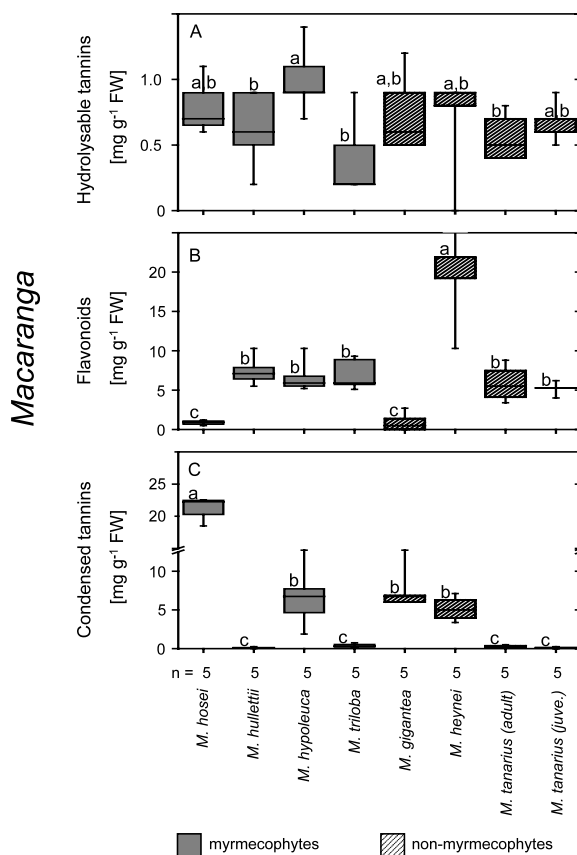 Macaranga
A
Hydrolysable tannins
[mg g-1 FW]
1.0
0.5
0
a,b
b
a
b
a,b
a,b
b
a,b
B
Flavonoids
[mg g-1 FW]
20
15
10
5
0
c
b
b
b
c
a
b
b
C
Condensed tannins
[mg g-1 FW]
25
20
10
5
0
a
c
b
c
b
b
c
c
n = 5 5 5 5 5 5 5 5
M. hosei
M. hullettii
M. hypoleuca
M. triloba
M. gigantea
M. heynei
M. tanarius (adult)
M. tanarius (juve.)
myrmecophytes
non-myrmecophytes